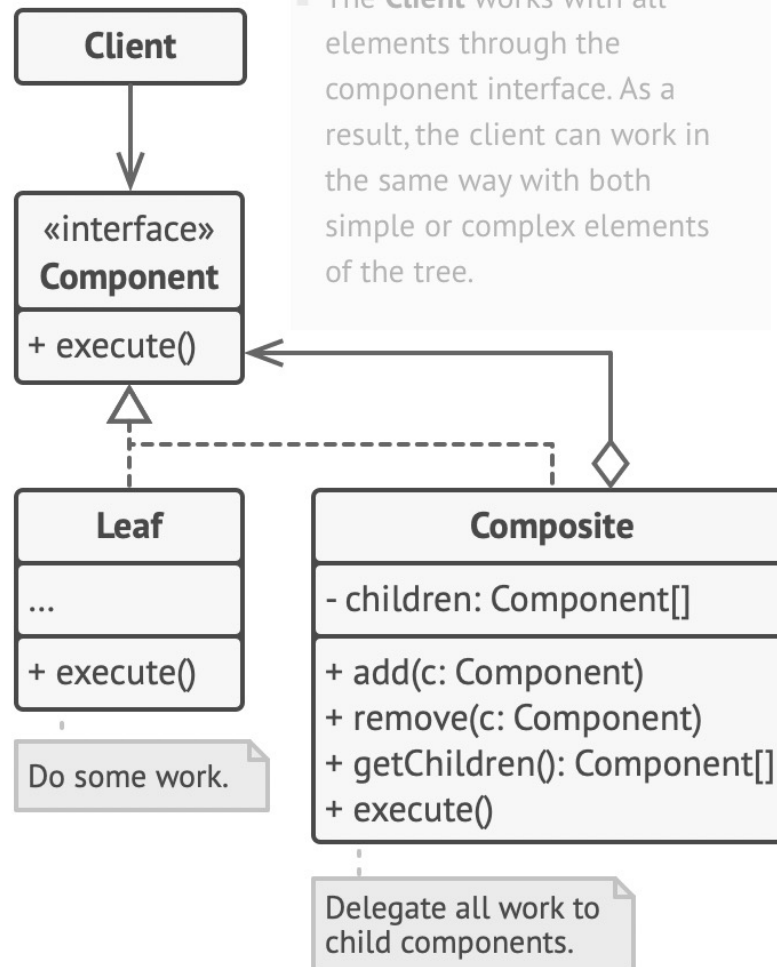 Client
The Client works with all
elements through the
component interface. As a
result, the client can work in
the same way with both
simple or complex elements
of the tree.
«interface»
Component
+ execute()
Leaf
...
+ execute()
Do some work.
Composite
- children: Component[]
+ add(c: Component)
+ remove(c: Component)
+ getChildren(): Component[]
+ execute()
Delegate all work to
child components.